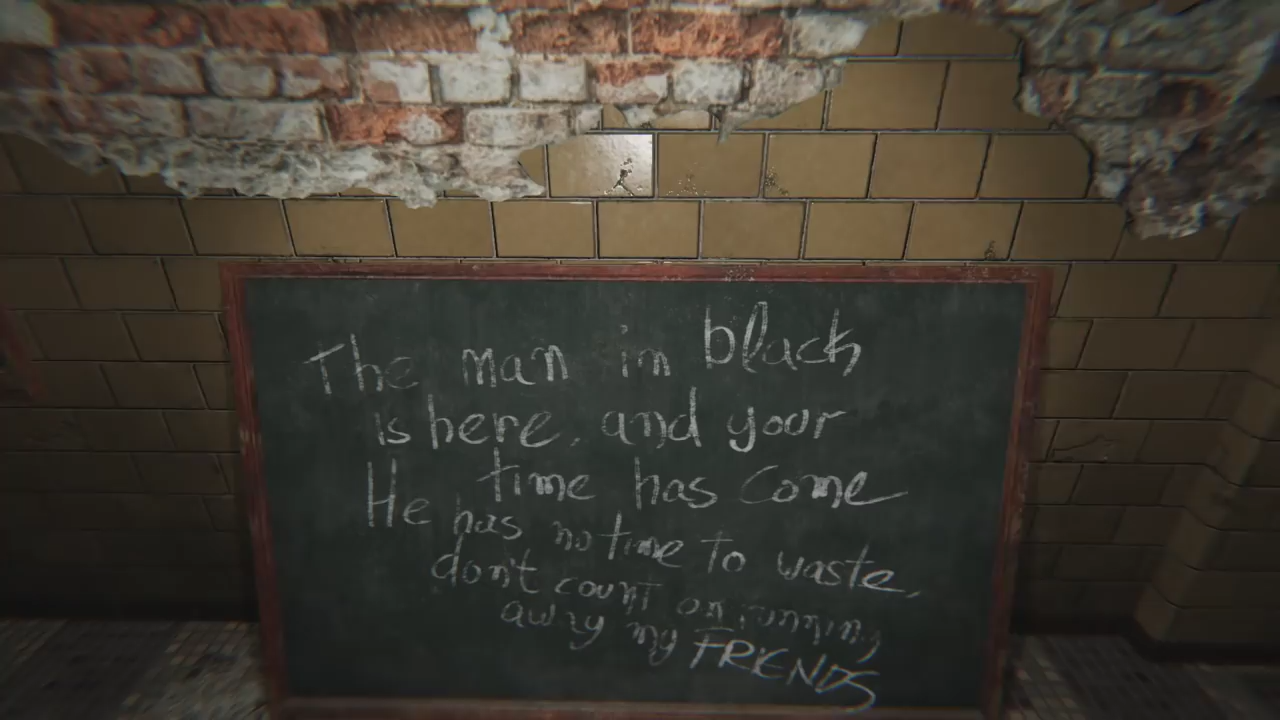 The man in black
is here, and your
time has come
He has no time To waste,
don't count on running
away my FRIENDS